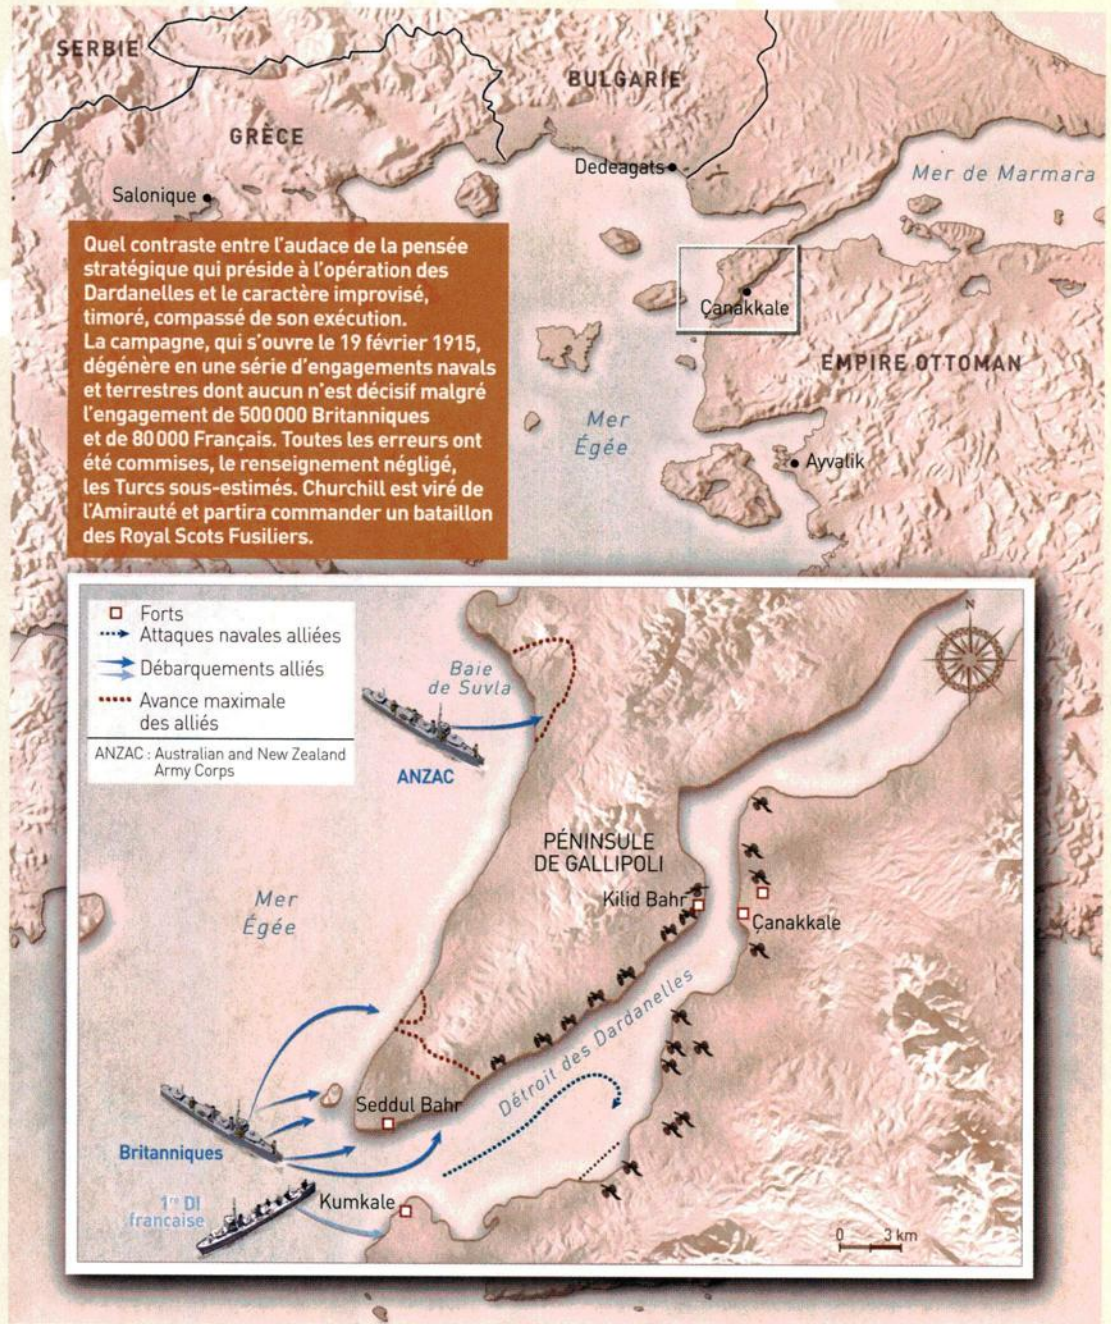 SERBIE
BULGARIE
GRÈCE
Dedeagats
Mer de Marmara
Salonique
Quel contraste entre l'audace de la pensée
stratégique qui préside à l'opération des
Dardanelles et le caractère improvisé,
timoré, compassé de son exécution.
La campagne, qui s'ouvre le 19 février 1915,
dégénère en une série d'engagements navals
et terrestres dont aucun n'est décisif malgré
l'engagement de 500 000 Britanniques
et de 80 000 Français. Toutes les erreurs ont
été commises, le renseignement négligé,
les Turcs sous-estimés. Churchill est viré de
l'Amirauté et partira commander un bataillon
des Royal Scots Fusiliers.
Çanakkale
EMPIRE OTTOMAN
Mer
Égée
Ayvalik
Forts
Attaques navales alliées
Débarquements alliés
Avance maximale
des alliés
ANZAC : Australian and New Zealand
Army Corps
N
Baie
de Suvla
ANZAC
PÉNINSULE
DE GALLIPOLI
Kilid Bahr
Çanakkale
Mer
Égée
Détroit des Dardanelles
Seddul Bahr
Britanniques
1re DI
francaise
Kumkale
0 3 km